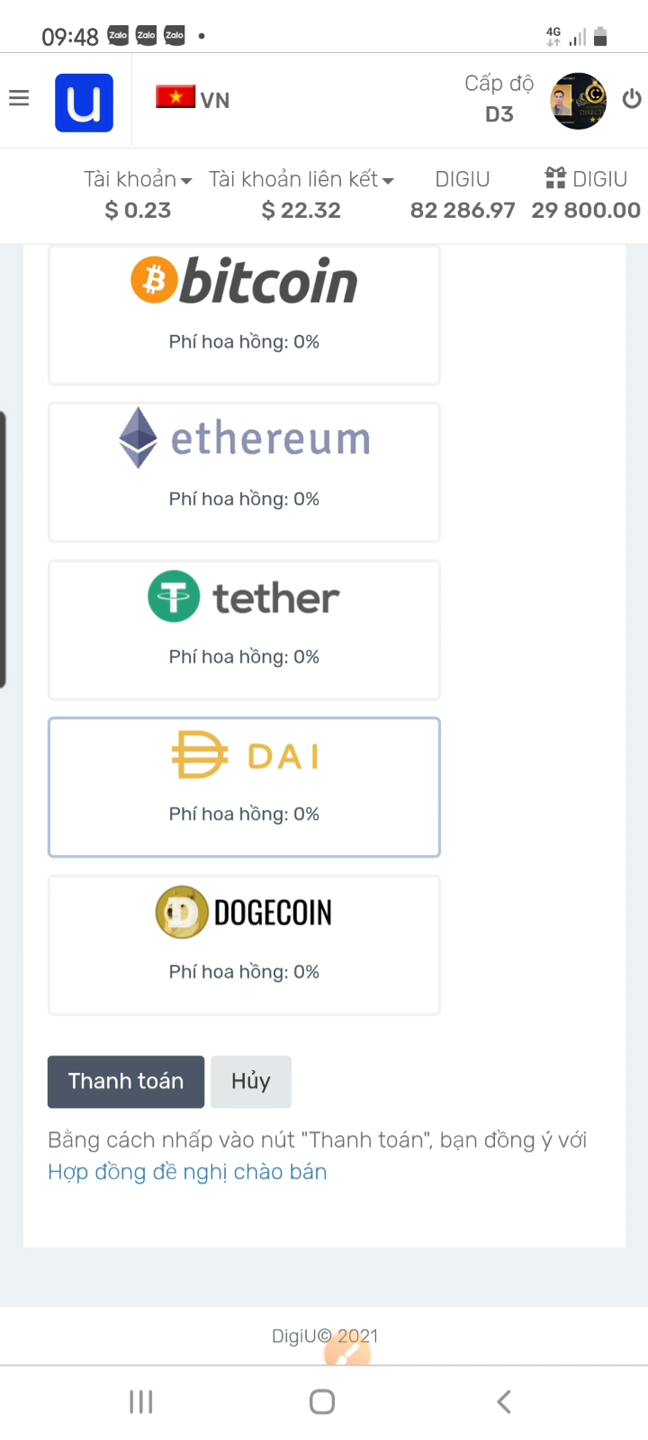 09:48 Zalo Zalo Zalo 4G
U VN Cấp độ
D3
Tài khoản Tài khoản liên kết DIGIU DIGIU
$ 0.23 $ 22.32 82 286.97 29 800.00
bitcoin
Phí hoa hồng: 0%
ethereum
Phí hoa hồng: 0%
tether
Phí hoa hồng: 0%
DAI
Phí hoa hồng: 0%
DOGECOIN
Phí hoa hồng: 0%
Thanh toán Hủy
Bằng cách nhấp vào nút "Thanh toán", bạn đồng ý với
Hợp đồng đề nghị chào bán
DigiU© 2021